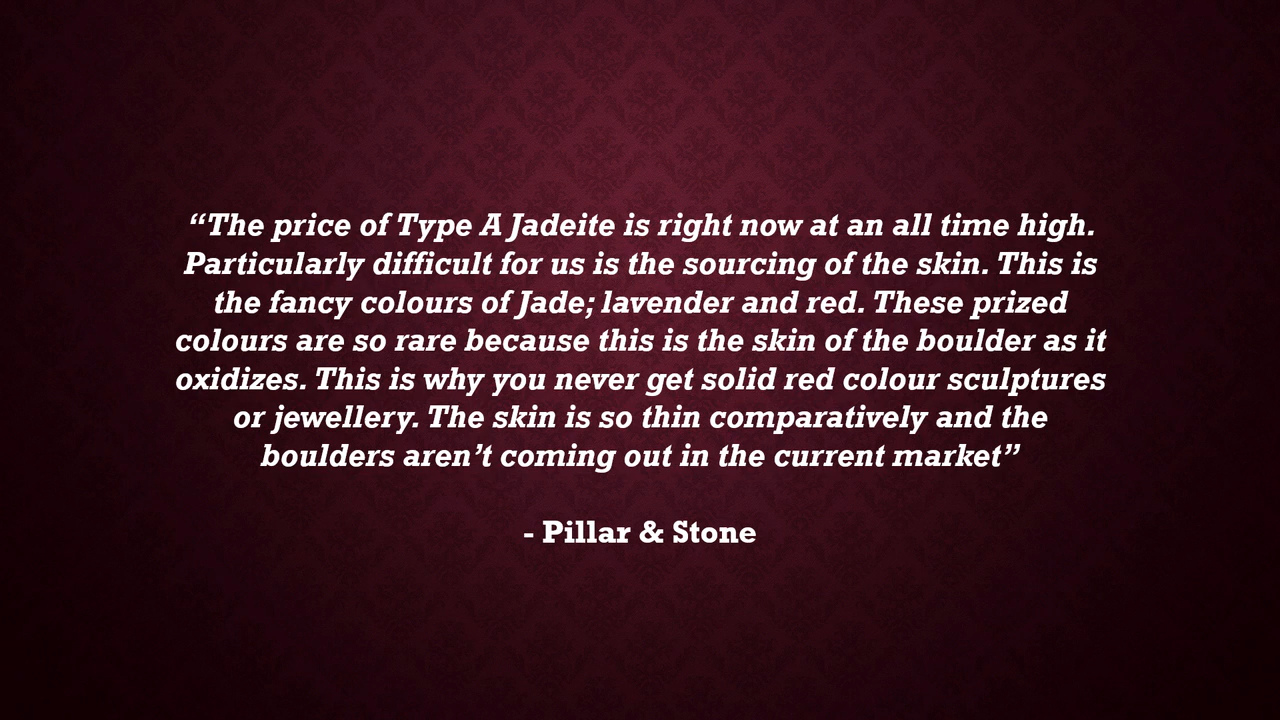 “The price of Type A Jadeite is right now at an all time high.
Particularly difficult for us is the sourcing of the skin. This is
the fancy colours of Jade; lavender and red. These prized
colours are so rare because this is the skin of the boulder as it
oxidizes. This is why you never get solid red colour sculptures
or jewellery. The skin is so thin comparatively and the
boulders aren’t coming out in the current market”
- Pillar & Stone